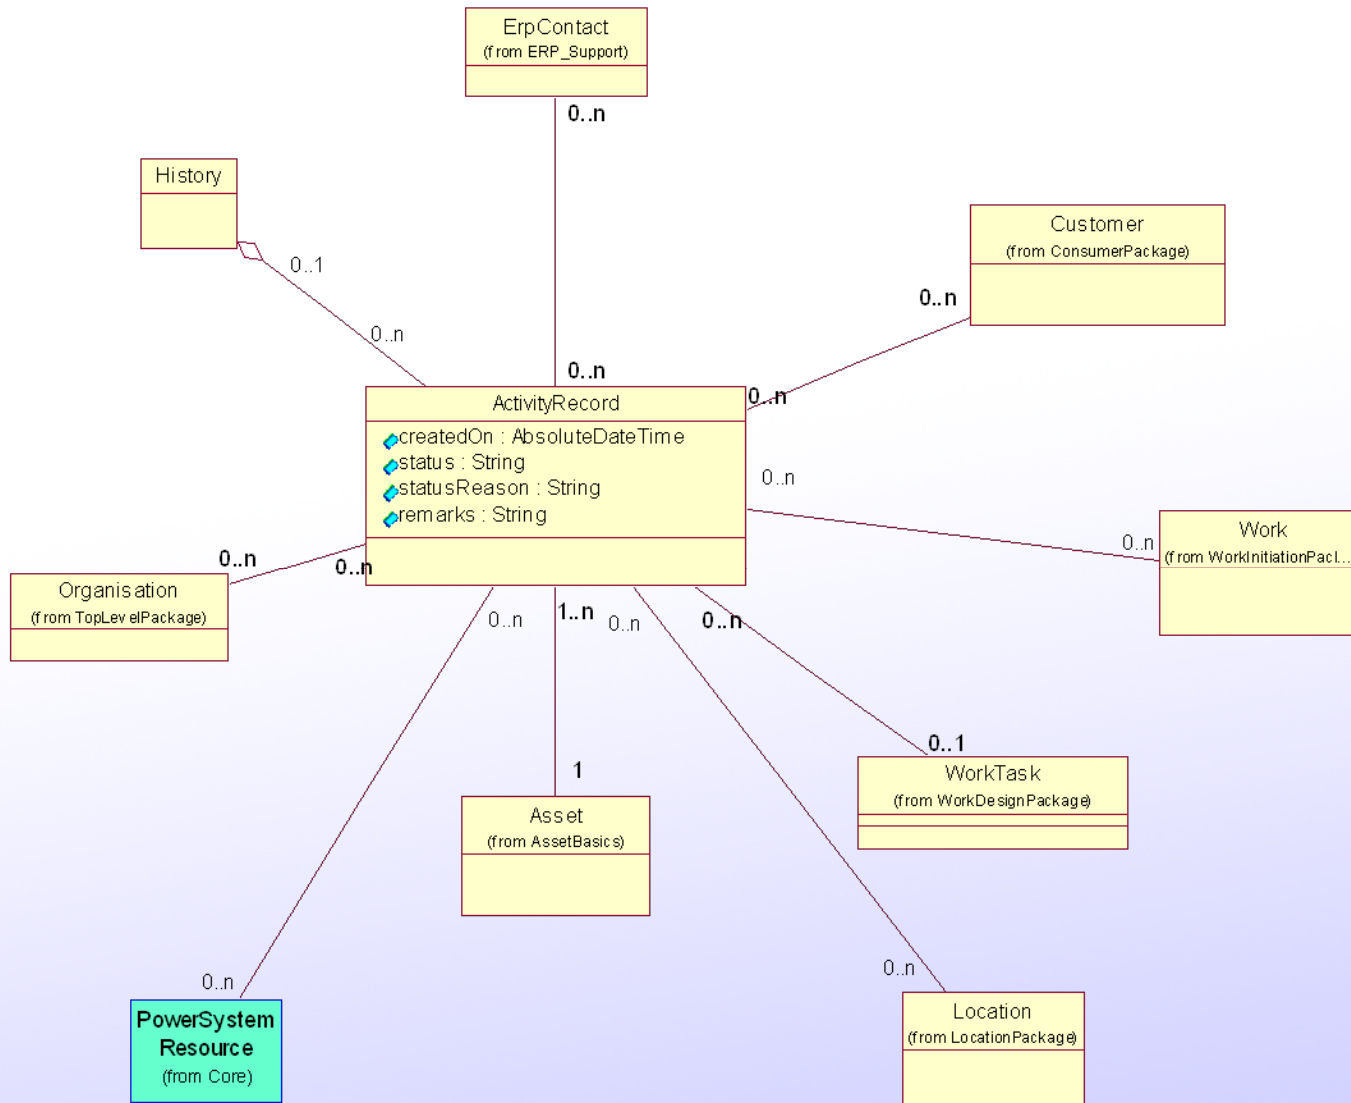 ErpContact
(from ERP_Support)
0..n
History
0..1
0..n
Customer
(from ConsumerPackage)
0..n
0..n
0..n
ActivityRecord
createdOn : AbsoluteDateTime
status : String
statusReason : String
remarks : String
0..n
0..n
Work
(from WorkInitiationPacl...
0..n
0..n
Organisation
(from TopLevelPackage)
0..n
1..n
0..n
0..n
0..1
WorkTask
(from WorkDesignPackage)
1
Asset
(from AssetBasics)
0..n
PowerSystem
Resource
(from Core)
0..n
Location
(from LocationPackage)